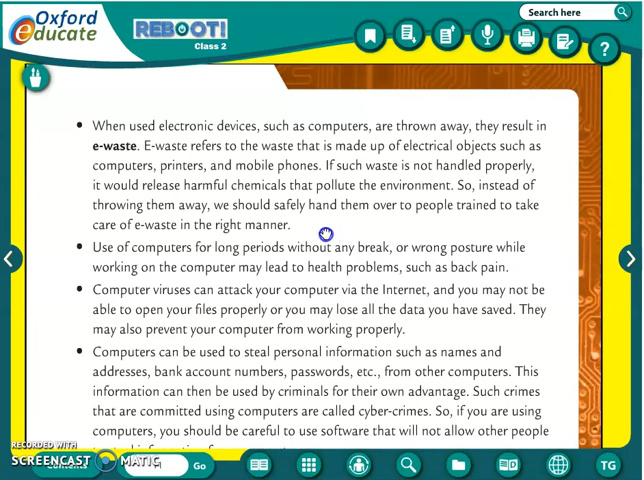 Oxford
educate
REBOOT!
Class 2
Search here
?
• When used electronic devices, such as computers, are thrown away, they result in
e-waste. E-waste refers to the waste that is made up of electrical objects such as
computers, printers, and mobile phones. If such waste is not handled properly,
it would release harmful chemicals that pollute the environment. So, instead of
throwing them away, we should safely hand them over to people trained to take
care of e-waste in the right manner.
• Use of computers for long periods without any break, or wrong posture while
working on the computer may lead to health problems, such as back pain.
• Computer viruses can attack your computer via the Internet, and you may not be
able to open your files properly or you may lose all the data you have saved. They
may also prevent your computer from working properly.
• Computers can be used to steal personal information such as names and
addresses, bank account numbers, passwords, etc., from other computers. This
information can then be used by criminals for their own advantage. Such crimes
that are committed using computers are called cyber-crimes. So, if you are using
computers, you should be careful to use software that will not allow other people
RECORDED WITH
SCREENCAST MATIC
Go
TG